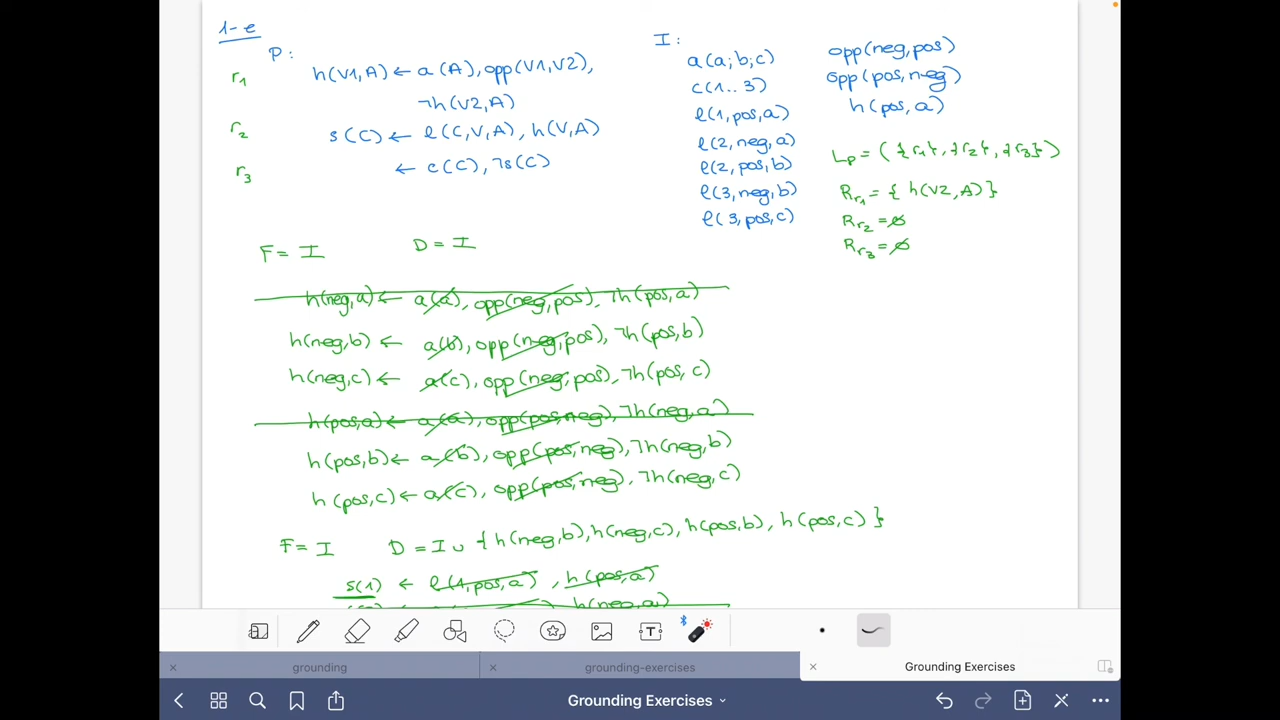 1-e
P:
r1 h(V1,A) ← a(A), opp(V1,V2),
¬h(V2,A)
r2 s(C) ← l(C,V,A), h(V,A)
r3 ← c(C), ¬s(C)
I:
a(a;b;c)
c(1..3)
l(1,pos,a)
l(2,neg,a)
l(2,pos,b)
l(3,neg,b)
l(3,pos,c)
opp(neg,pos)
opp(pos,neg)
h(pos,a)
Lp = ({r1}, {r2}, {r3})
Rr1 = {h(V2,A)}
Rr2 = ∅
Rr3 = ∅
F = I D = I
h(neg,a) ← a(a), opp(neg,pos), ¬h(pos,a)
h(neg,b) ← a(b), opp(neg,pos), ¬h(pos,b)
h(neg,c) ← a(c), opp(neg,pos), ¬h(pos,c)
h(pos,a) ← a(a), opp(pos,neg), ¬h(neg,a)
h(pos,b) ← a(b), opp(pos,neg), ¬h(neg,b)
h(pos,c) ← a(c), opp(pos,neg), ¬h(neg,c)
F = I D = I ∪ {h(neg,b), h(neg,c), h(pos,b), h(pos,c)}
s(1) ← l(1,pos,a), h(pos,a)
h(neg,a)
T
grounding
grounding-exercises
Grounding Exercises
Grounding Exercises